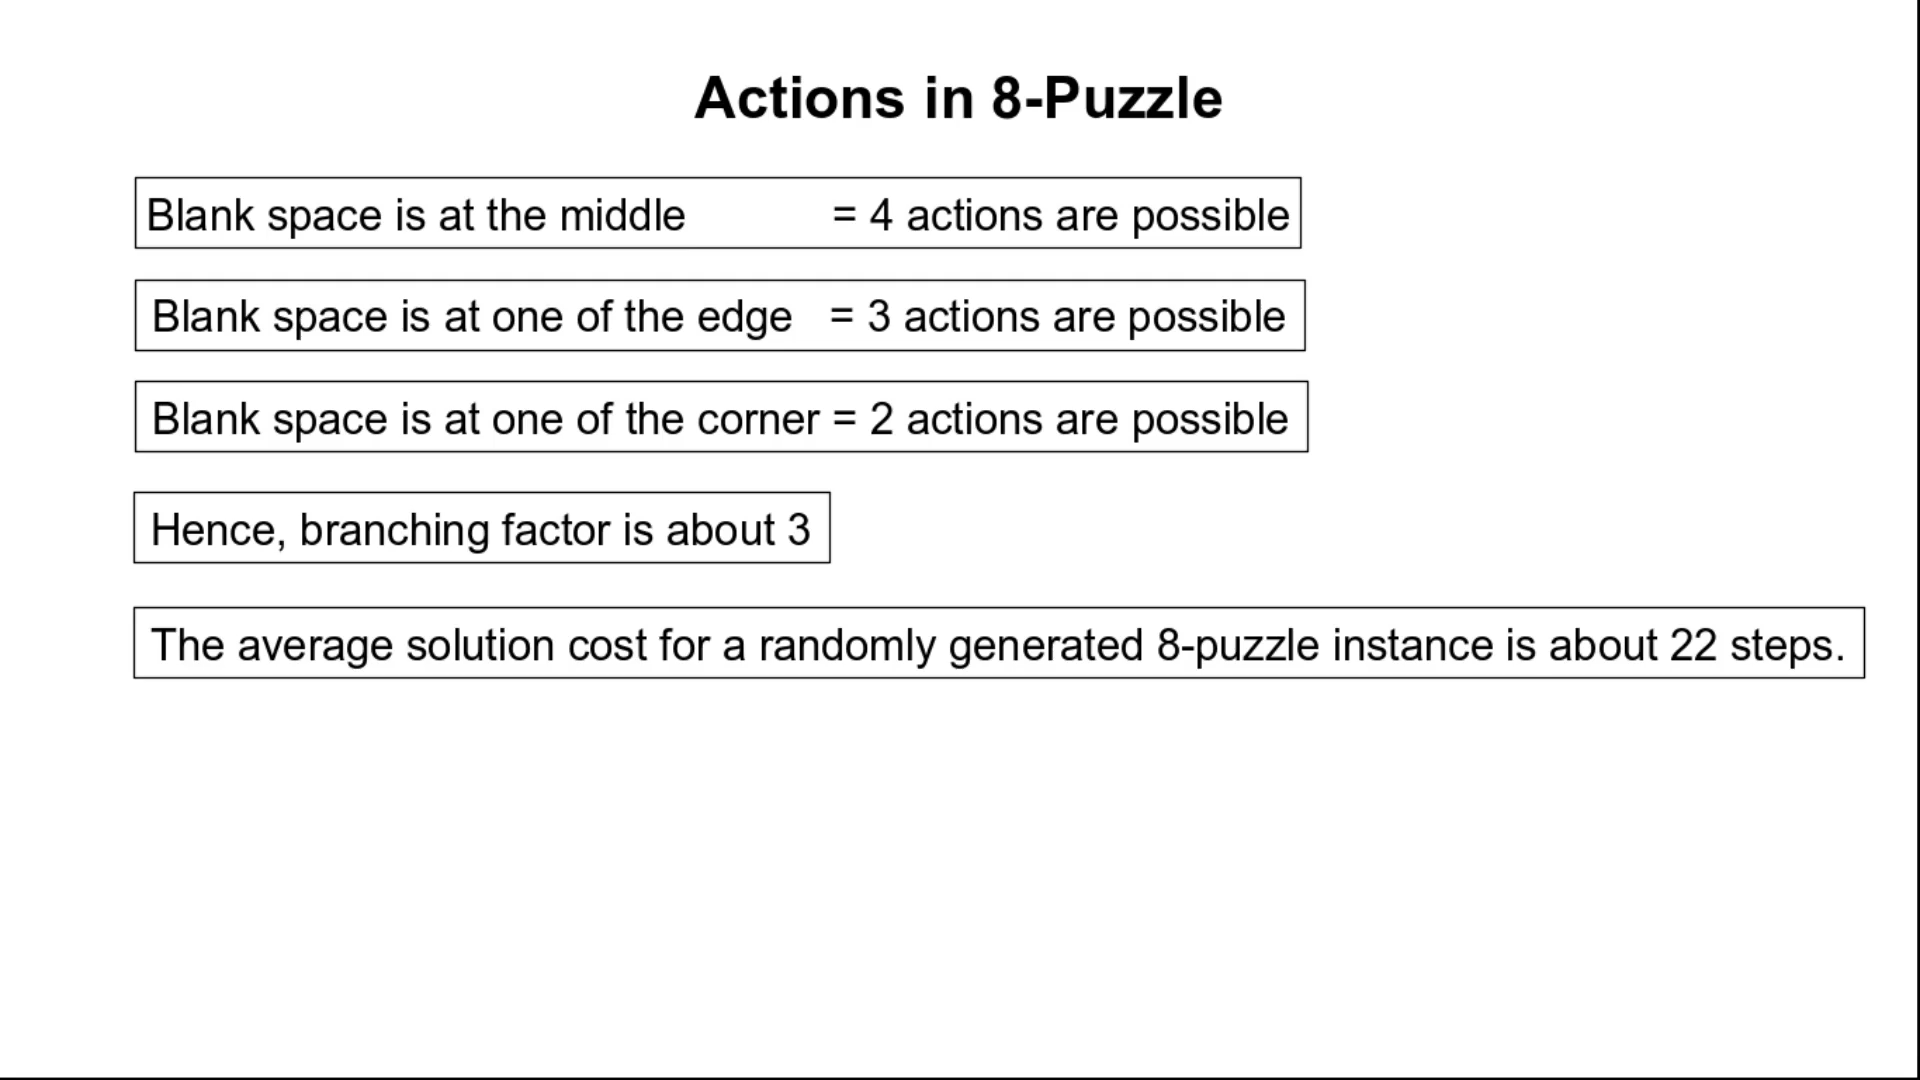 Actions in 8-Puzzle
Blank space is at the middle = 4 actions are possible
Blank space is at one of the edge = 3 actions are possible
Blank space is at one of the corner = 2 actions are possible
Hence, branching factor is about 3
The average solution cost for a randomly generated 8-puzzle instance is about 22 steps.